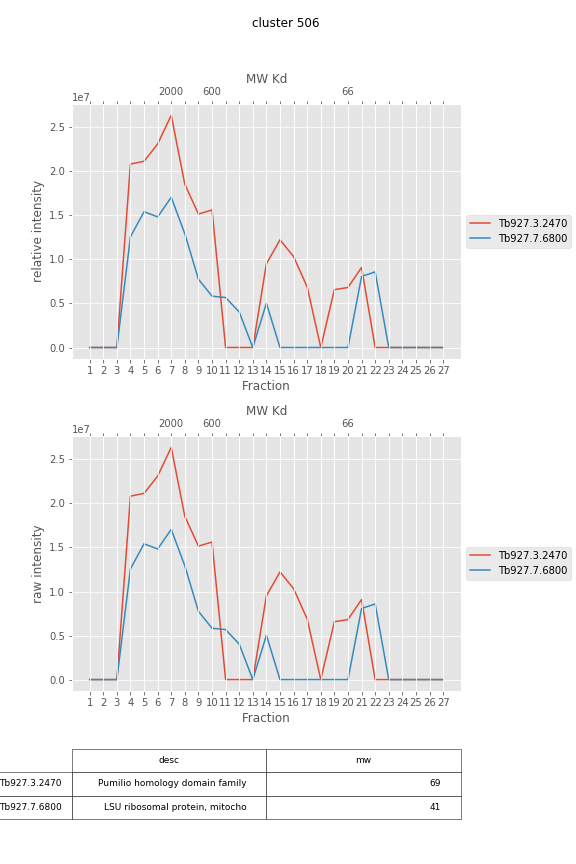 cluster 506
MW Kd
2000 600 66
1e7
2.5
2.0
1.5
1.0
0.5
0.0
relative intensity
1 2 3 4 5 6 7 8 9 10 11 12 13 14 15 16 17 18 19 20 21 22 23 24 25 26 27
Fraction
Tb927.3.2470
Tb927.7.6800
MW Kd
2000 600 66
1e7
2.5
2.0
1.5
1.0
0.5
0.0
raw intensity
1 2 3 4 5 6 7 8 9 10 11 12 13 14 15 16 17 18 19 20 21 22 23 24 25 26 27
Fraction
Tb927.3.2470
Tb927.7.6800
desc mw
Tb927.3.2470 Pumilio homology domain family 69
Tb927.7.6800 LSU ribosomal protein, mitocho 41